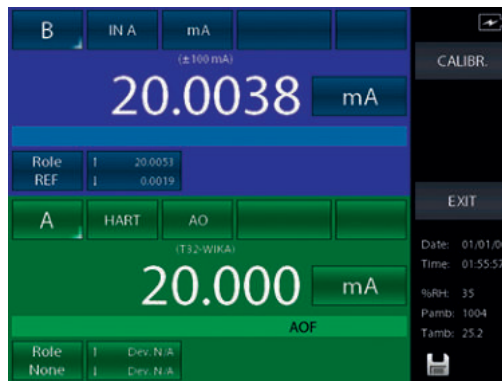 B IN A mA
(±100 mA)
20.0038 mA
Role REF
↑ 20.0053
↓ 0.0019
A HART AO
(T32-WIKA)
20.000 mA
AOF
Role None
↑ Dev. N/A
↓ Dev. N/A
CALIBR.
EXIT
Date: 01/01/0
Time: 01:55:57
%RH: 35
Pamb: 1004
Tamb: 25.2